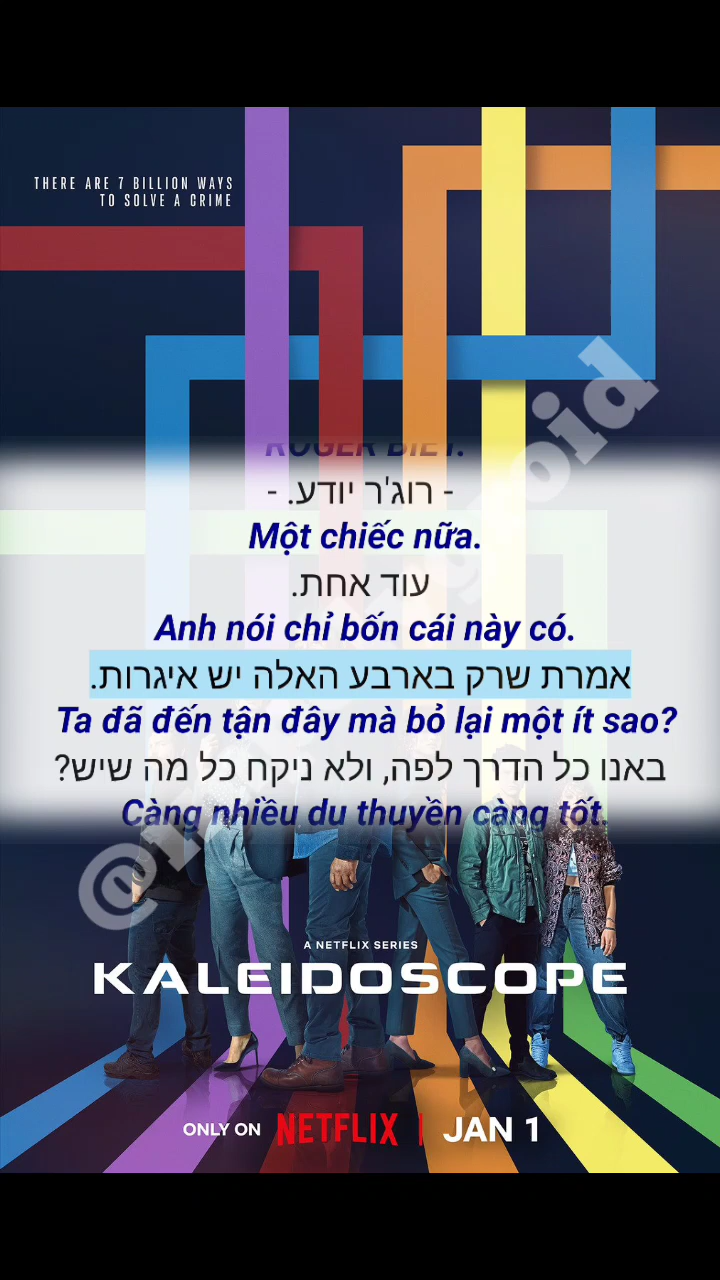 THERE ARE 7 BILLION WAYS
TO SOLVE A CRIME
ROGER BIẾT.
- רוג'ר יודע. -
Một chiếc nữa.
עוד אחת.
Anh nói chỉ bốn cái này có.
אמרת שרק בארבע האלה יש איגרות.
Ta đã đến tận đây mà bỏ lại một ít sao?
באנו כל הדרך לפה, ולא ניקח כל מה שיש?
Càng nhiều du thuyền càng tốt.
A NETFLIX SERIES
KALEIDOSCOPE
ONLY ON NETFLIX | JAN 1